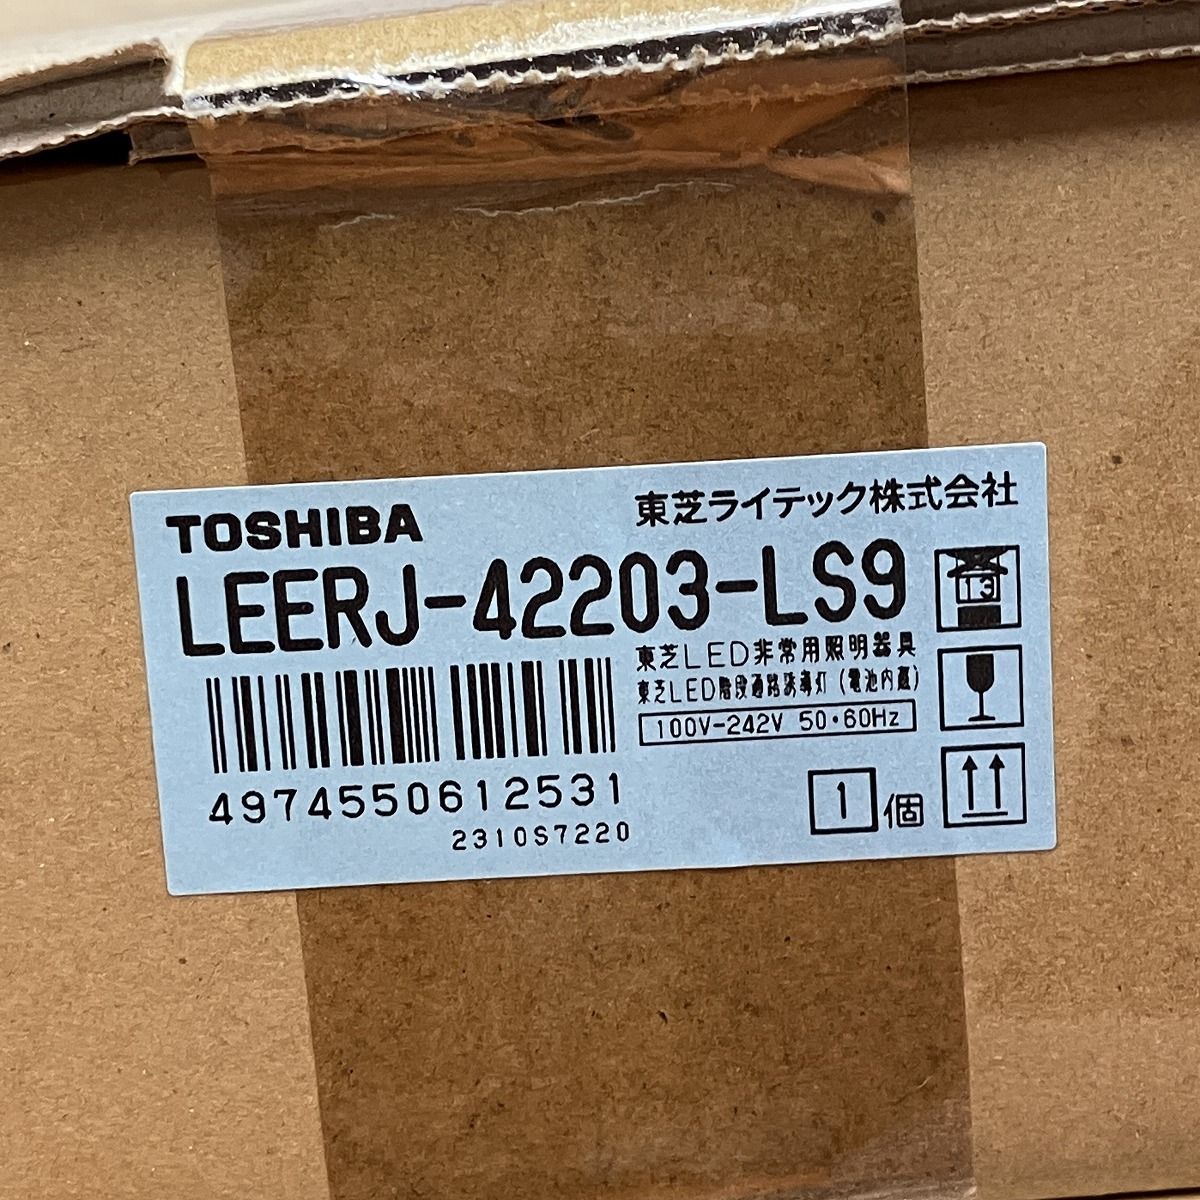 TOSHIBA
東芝ライテック株式会社
LEERJ-42203-LS9
13
東芝LED非常用照明器具
東芝LED階段通路誘導灯(電池内蔵)
100V-242V 50・60Hz
4974550612531
1個
2310S7220